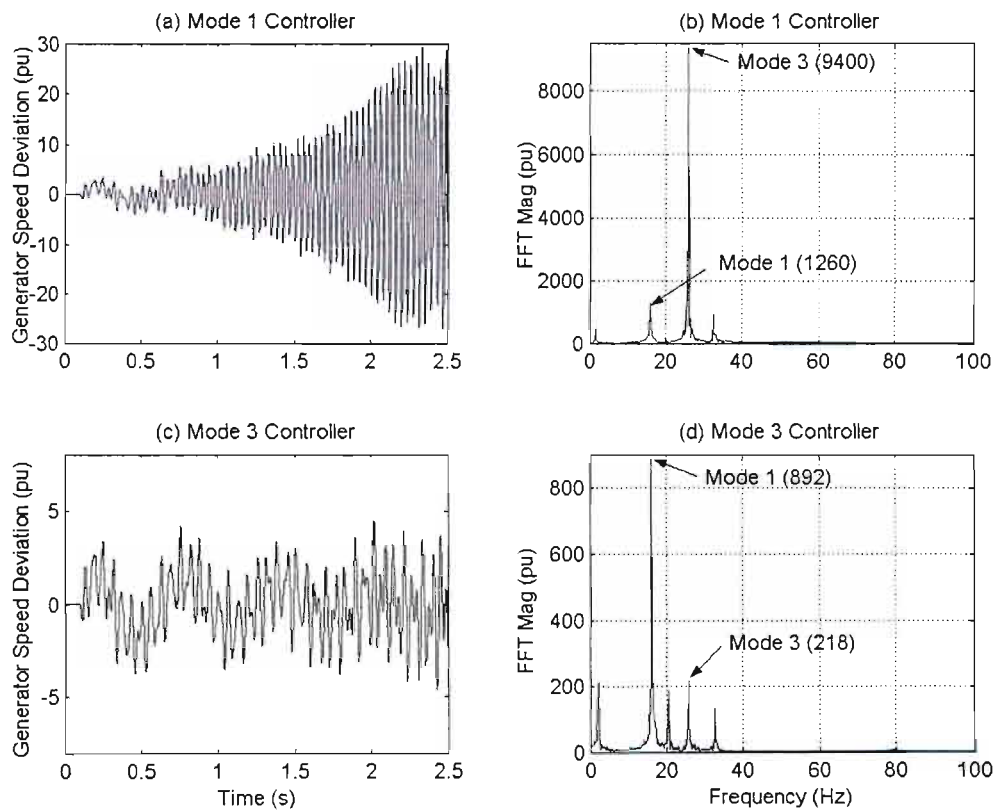 (a) Mode 1 Controller
Generator Speed Deviation (pu)
30
20
10
0
-10
-20
-30
0 0.5 1 1.5 2 2.5
(b) Mode 1 Controller
FFT Mag (pu)
8000
6000
4000
2000
0
Mode 3 (9400)
Mode 1 (1260)
0 20 40 60 80 100
(c) Mode 3 Controller
Generator Speed Deviation (pu)
5
0
-5
0 0.5 1 1.5 2 2.5
Time (s)
(d) Mode 3 Controller
FFT Mag (pu)
800
600
400
200
0
Mode 1 (892)
Mode 3 (218)
0 20 40 60 80 100
Frequency (Hz)